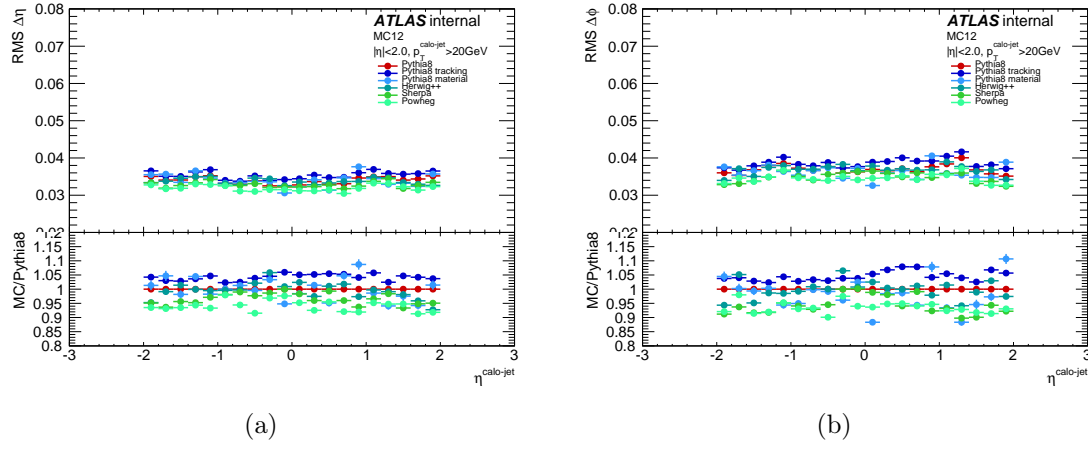 RMS Δη
0.08
0.07
0.06
0.05
0.04
0.03
ATLAS internal
MC12
|η|<2.0, p_T^calo-jet >20GeV
Pythia8
Pythia8 tracking
Pythia8 material
Herwig++
Sherpa
Powheg
MC/Pythia8
1.15
1.1
1.05
1
0.95
0.9
0.85
0.8
-3 -2 -1 0 1 2 3
η^calo-jet
(a)
RMS Δϕ
0.08
0.07
0.06
0.05
0.04
0.03
ATLAS internal
MC12
|η|<2.0, p_T^calo-jet >20GeV
Pythia8
Pythia8 tracking
Pythia8 material
Herwig++
Sherpa
Powheg
MC/Pythia8
1.15
1.1
1.05
1
0.95
0.9
0.85
0.8
-3 -2 -1 0 1 2 3
η^calo-jet
(b)